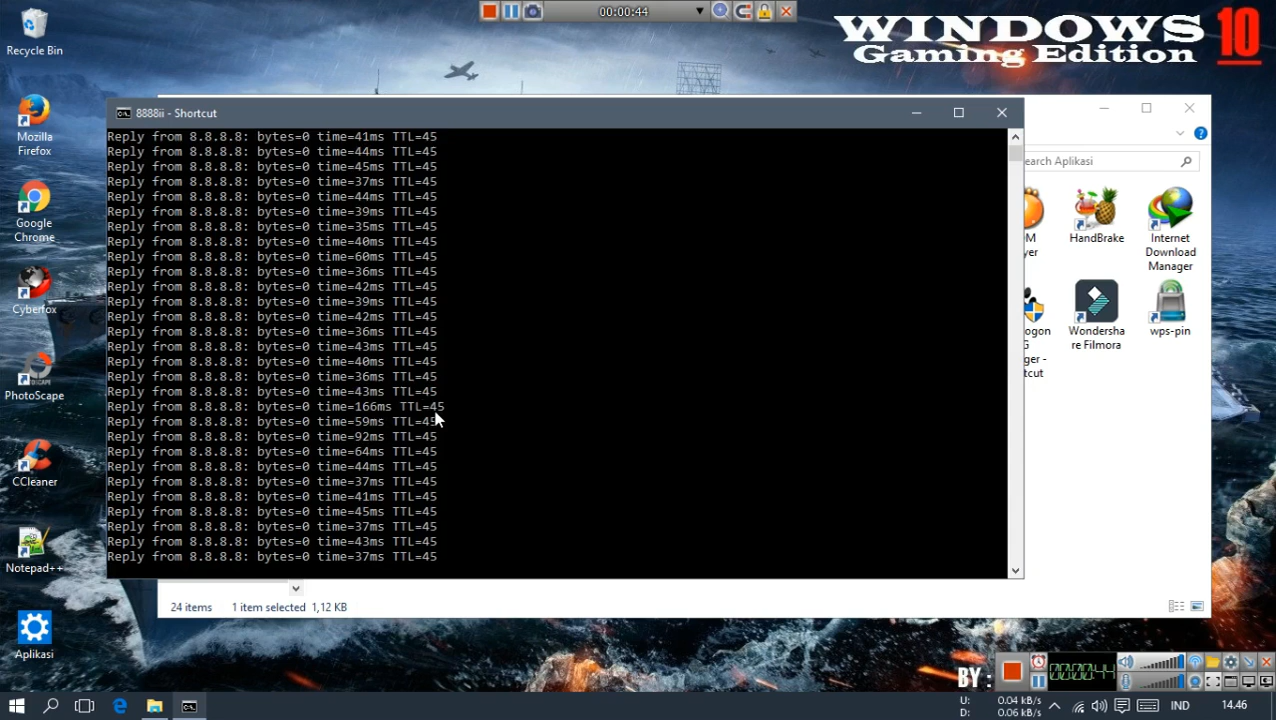 Recycle Bin
Mozilla
Firefox
Google
Chrome
Cyberfox
PhotoScape
CCleaner
Notepad++
Aplikasi
00:00:44
WINDOWS 10
Gaming Edition
8888ii - Shortcut
Reply from 8.8.8.8: bytes=0 time=41ms TTL=45
Reply from 8.8.8.8: bytes=0 time=44ms TTL=45
Reply from 8.8.8.8: bytes=0 time=45ms TTL=45
Reply from 8.8.8.8: bytes=0 time=37ms TTL=45
Reply from 8.8.8.8: bytes=0 time=44ms TTL=45
Reply from 8.8.8.8: bytes=0 time=39ms TTL=45
Reply from 8.8.8.8: bytes=0 time=35ms TTL=45
Reply from 8.8.8.8: bytes=0 time=40ms TTL=45
Reply from 8.8.8.8: bytes=0 time=60ms TTL=45
Reply from 8.8.8.8: bytes=0 time=36ms TTL=45
Reply from 8.8.8.8: bytes=0 time=42ms TTL=45
Reply from 8.8.8.8: bytes=0 time=39ms TTL=45
Reply from 8.8.8.8: bytes=0 time=42ms TTL=45
Reply from 8.8.8.8: bytes=0 time=36ms TTL=45
Reply from 8.8.8.8: bytes=0 time=43ms TTL=45
Reply from 8.8.8.8: bytes=0 time=40ms TTL=45
Reply from 8.8.8.8: bytes=0 time=36ms TTL=45
Reply from 8.8.8.8: bytes=0 time=43ms TTL=45
Reply from 8.8.8.8: bytes=0 time=166ms TTL=45
Reply from 8.8.8.8: bytes=0 time=59ms TTL=45
Reply from 8.8.8.8: bytes=0 time=92ms TTL=45
Reply from 8.8.8.8: bytes=0 time=64ms TTL=45
Reply from 8.8.8.8: bytes=0 time=44ms TTL=45
Reply from 8.8.8.8: bytes=0 time=37ms TTL=45
Reply from 8.8.8.8: bytes=0 time=41ms TTL=45
Reply from 8.8.8.8: bytes=0 time=45ms TTL=45
Reply from 8.8.8.8: bytes=0 time=37ms TTL=45
Reply from 8.8.8.8: bytes=0 time=43ms TTL=45
Reply from 8.8.8.8: bytes=0 time=37ms TTL=45
earch Aplikasi
M
yer
HandBrake
Internet
Download
Manager
ogon
G
ger -
tcut
Wondersha
re Filmora
wps-pin
24 items 1 item selected 1,12 KB
BY :
00:00:44
U: 0.04 kB/s
D: 0.06 kB/s
IND
14.46